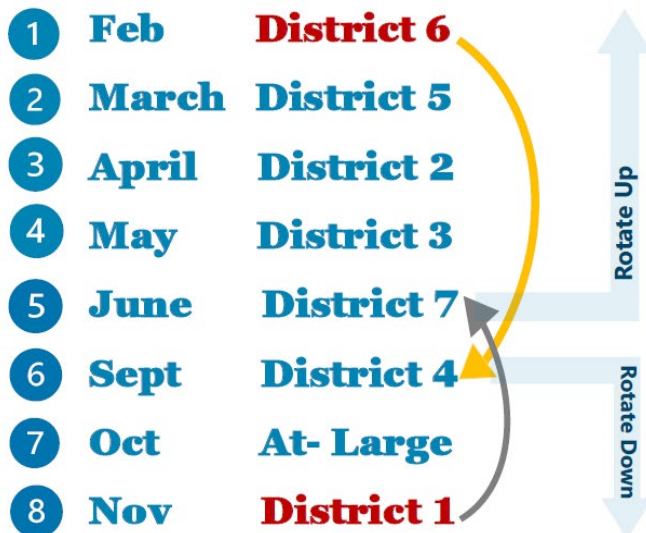 1 Feb District 6
2 March District 5
3 April District 2
4 May District 3
5 June District 7
6 Sept District 4
7 Oct At- Large
8 Nov District 1
Rotate Up
Rotate Down